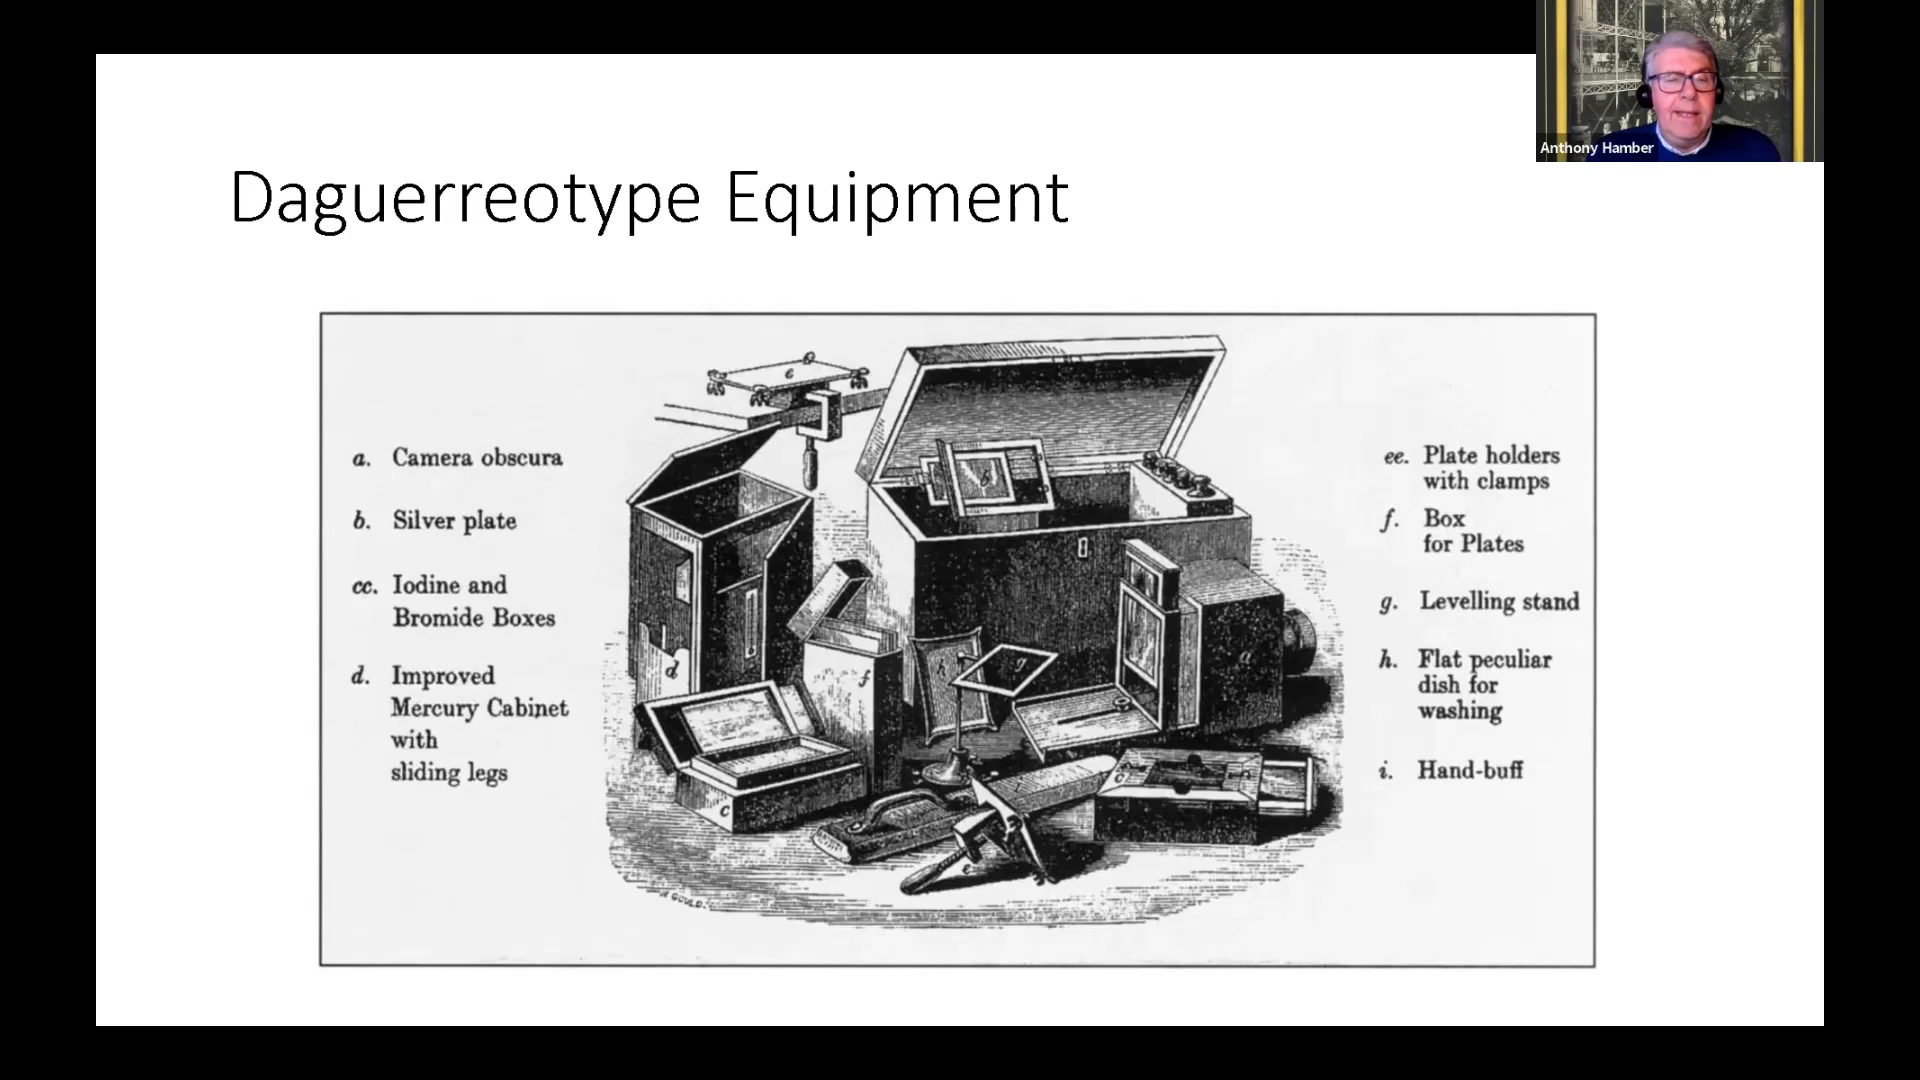 Anthony Hamber
Daguerreotype Equipment
a. Camera obscura
b. Silver plate
cc. Iodine and
Bromide Boxes
d. Improved
Mercury Cabinet
with
sliding legs
ee. Plate holders
with clamps
f. Box
for Plates
g. Levelling stand
h. Flat peculiar
dish for
washing
i. Hand-buff
e
b
d
f
h
g
a
c
c
i
e
GOULD.